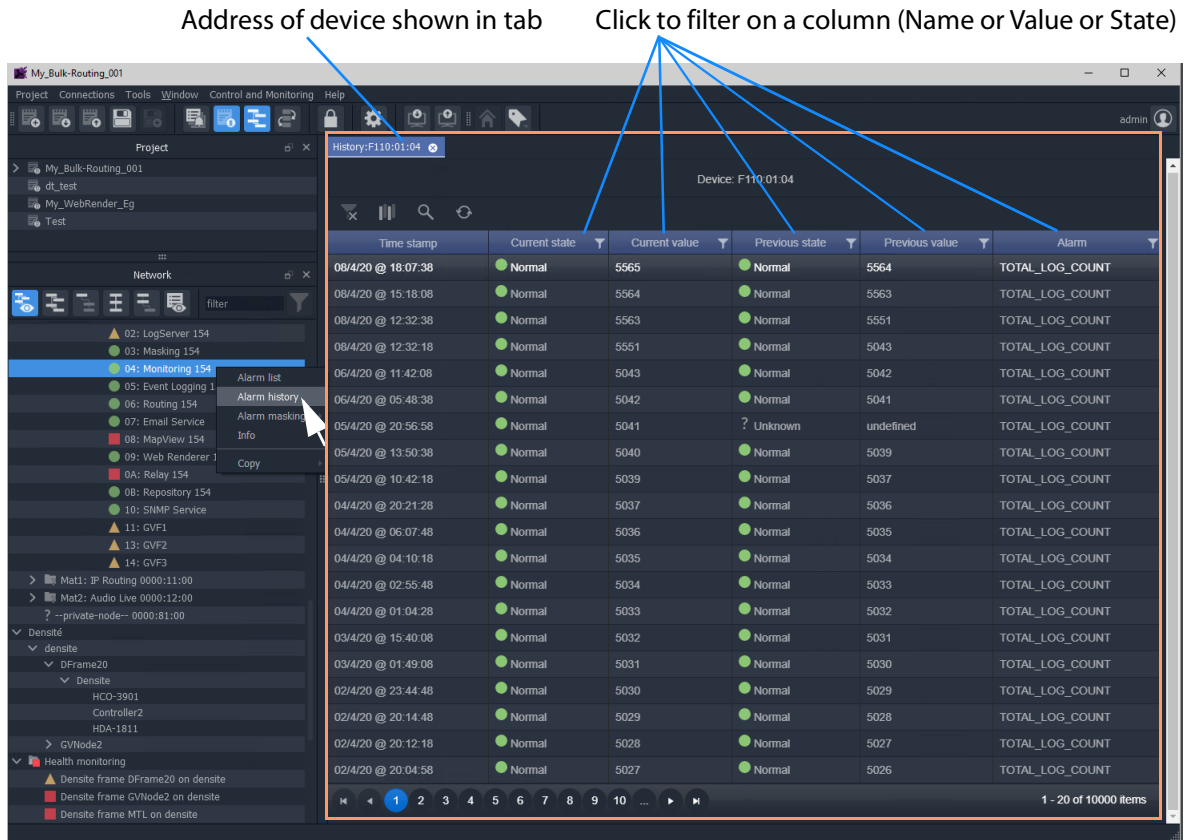 Address of device shown in tab
Click to filter on a column (Name or Value or State)
My_Bulk-Routing_001
Project Connections Tools Window Control and Monitoring Help
admin
Project
My_Bulk-Routing_001
dt_test
My_WebRender_Eg
Test
Network
filter
02: LogServer 154
03: Masking 154
04: Monitoring 154
05: Event Logging 1
06: Routing 154
07: Email Service
08: MapView 154
09: Web Renderer 1
0A: Relay 154
0B: Repository 154
10: SNMP Service
11: GVF1
13: GVF2
14: GVF3
Mat1: IP Routing 0000:11:00
Mat2: Audio Live 0000:12:00
? --private-node-- 0000:81:00
Densité
densite
DFrame20
Densite
HCO-3901
Controller2
HDA-1811
GVNode2
Health monitoring
Densite frame DFrame20 on densite
Densite frame GVNode2 on densite
Densite frame MTL on densite
Alarm list
Alarm history
Alarm masking
Info
Copy
History:F110:01:04
Device: F110:01:04
Time stamp Current state Current value Previous state Previous value Alarm
08/4/20 @ 18:07:38 Normal 5565 Normal 5564 TOTAL_LOG_COUNT
08/4/20 @ 15:18:08 Normal 5564 Normal 5563 TOTAL_LOG_COUNT
08/4/20 @ 12:32:38 Normal 5563 Normal 5551 TOTAL_LOG_COUNT
08/4/20 @ 12:32:18 Normal 5551 Normal 5043 TOTAL_LOG_COUNT
06/4/20 @ 11:42:08 Normal 5043 Normal 5042 TOTAL_LOG_COUNT
06/4/20 @ 05:48:38 Normal 5042 Normal 5041 TOTAL_LOG_COUNT
05/4/20 @ 20:56:58 Normal 5041 ? Unknown undefined TOTAL_LOG_COUNT
05/4/20 @ 13:50:38 Normal 5040 Normal 5039 TOTAL_LOG_COUNT
05/4/20 @ 10:42:18 Normal 5039 Normal 5037 TOTAL_LOG_COUNT
04/4/20 @ 20:21:28 Normal 5037 Normal 5036 TOTAL_LOG_COUNT
04/4/20 @ 06:07:48 Normal 5036 Normal 5035 TOTAL_LOG_COUNT
04/4/20 @ 04:10:18 Normal 5035 Normal 5034 TOTAL_LOG_COUNT
04/4/20 @ 02:55:48 Normal 5034 Normal 5033 TOTAL_LOG_COUNT
04/4/20 @ 01:04:28 Normal 5033 Normal 5032 TOTAL_LOG_COUNT
03/4/20 @ 15:40:08 Normal 5032 Normal 5031 TOTAL_LOG_COUNT
03/4/20 @ 01:49:08 Normal 5031 Normal 5030 TOTAL_LOG_COUNT
02/4/20 @ 23:44:48 Normal 5030 Normal 5029 TOTAL_LOG_COUNT
02/4/20 @ 20:14:48 Normal 5029 Normal 5028 TOTAL_LOG_COUNT
02/4/20 @ 20:12:18 Normal 5028 Normal 5027 TOTAL_LOG_COUNT
02/4/20 @ 20:04:58 Normal 5027 Normal 5026 TOTAL_LOG_COUNT
1 2 3 4 5 6 7 8 9 10 ... 1 - 20 of 10000 items